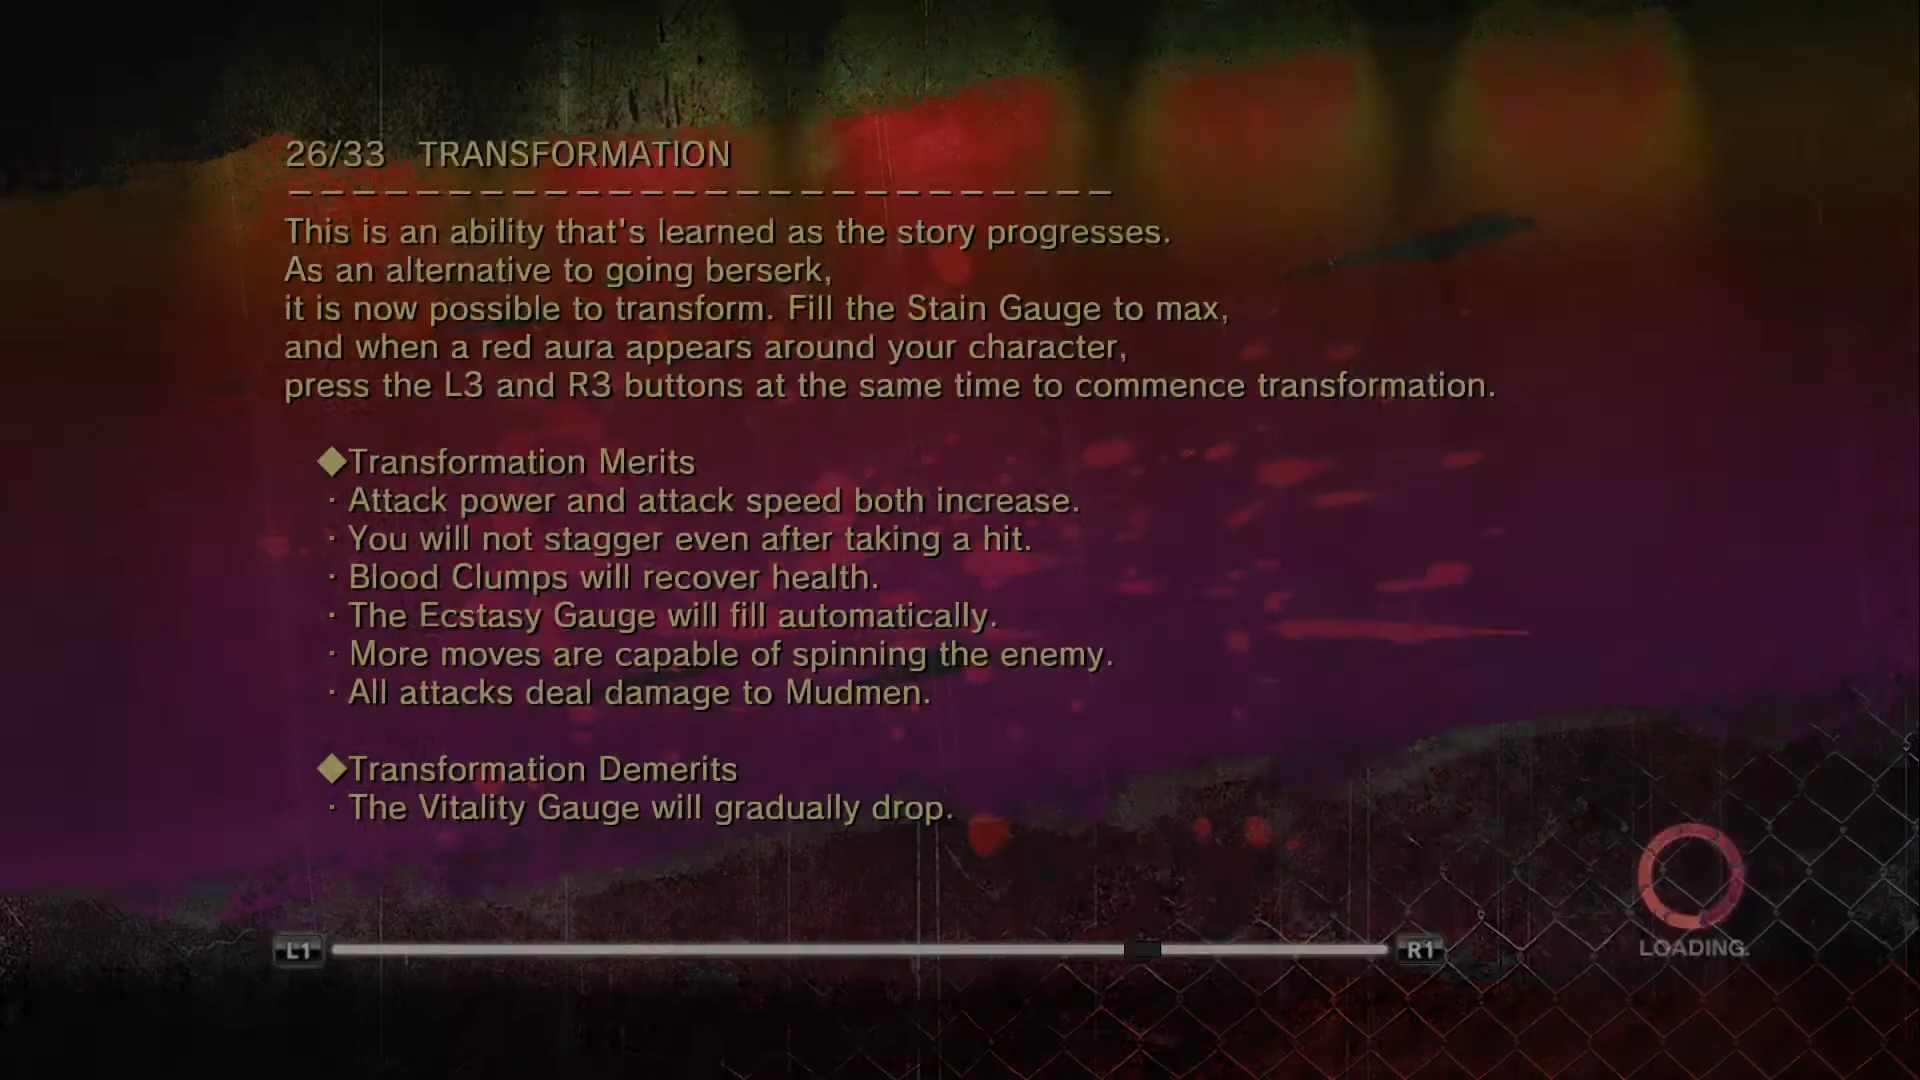 26/33 TRANSFORMATION
--------------------------
This is an ability that's learned as the story progresses.
As an alternative to going berserk,
it is now possible to transform. Fill the Stain Gauge to max,
and when a red aura appears around your character,
press the L3 and R3 buttons at the same time to commence transformation.
◆Transformation Merits
· Attack power and attack speed both increase.
· You will not stagger even after taking a hit.
· Blood Clumps will recover health.
· The Ecstasy Gauge will fill automatically.
· More moves are capable of spinning the enemy.
· All attacks deal damage to Mudmen.
◆Transformation Demerits
· The Vitality Gauge will gradually drop.
L1 R1
LOADING.